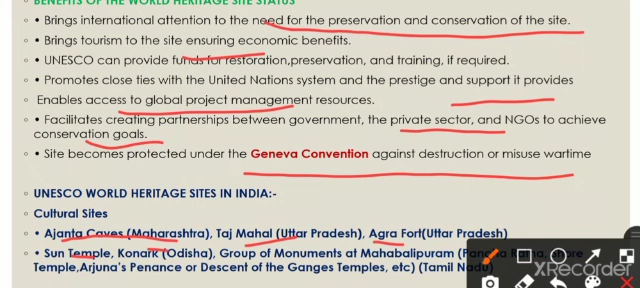 BENEFITS OF THE WORLD HERITAGE SITE STATUS
• Brings international attention to the need for the preservation and conservation of the site.
• Brings tourism to the site ensuring economic benefits.
• UNESCO can provide funds for restoration,preservation, and training, if required.
• Promotes close ties with the United Nations system and the prestige and support it provides
Enables access to global project management resources.
• Facilitates creating partnerships between government, the private sector, and NGOs to achieve
conservation goals.
• Site becomes protected under the Geneva Convention against destruction or misuse wartime
UNESCO WORLD HERITAGE SITES IN INDIA:-
Cultural Sites
• Ajanta Caves (Maharashtra), Taj Mahal (Uttar Pradesh), Agra Fort(Uttar Pradesh)
• Sun Temple, Konark (Odisha), Group of Monuments at Mahabalipuram (Pancha Ratha, Shore
Temple,Arjuna's Penance or Descent of the Ganges Temples, etc) (Tamil Nadu)
XRecorder